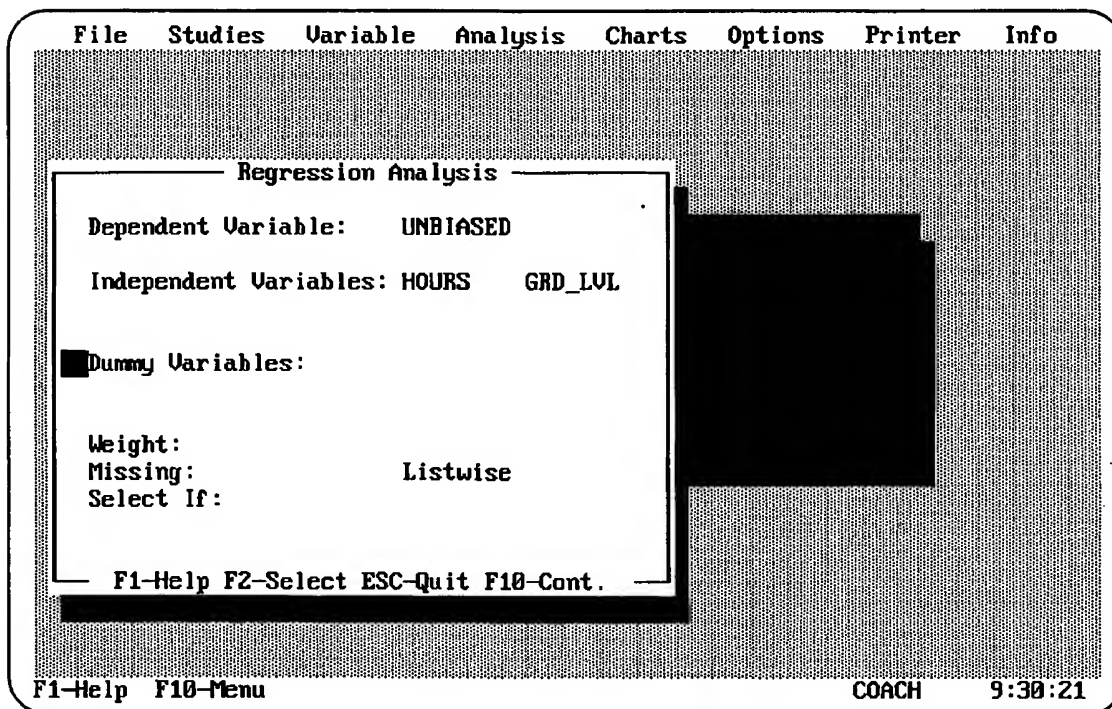 File Studies Variable Analysis Charts Options Printer Info
Regression Analysis
Dependent Variable: UNBIASED
Independent Variables: HOURS GRD_LVL
Dummy Variables:
Weight:
Missing: Listwise
Select If:
F1-Help F2-Select ESC-Quit F10-Cont.
F1-Help F10-Menu COACH 9:30:21